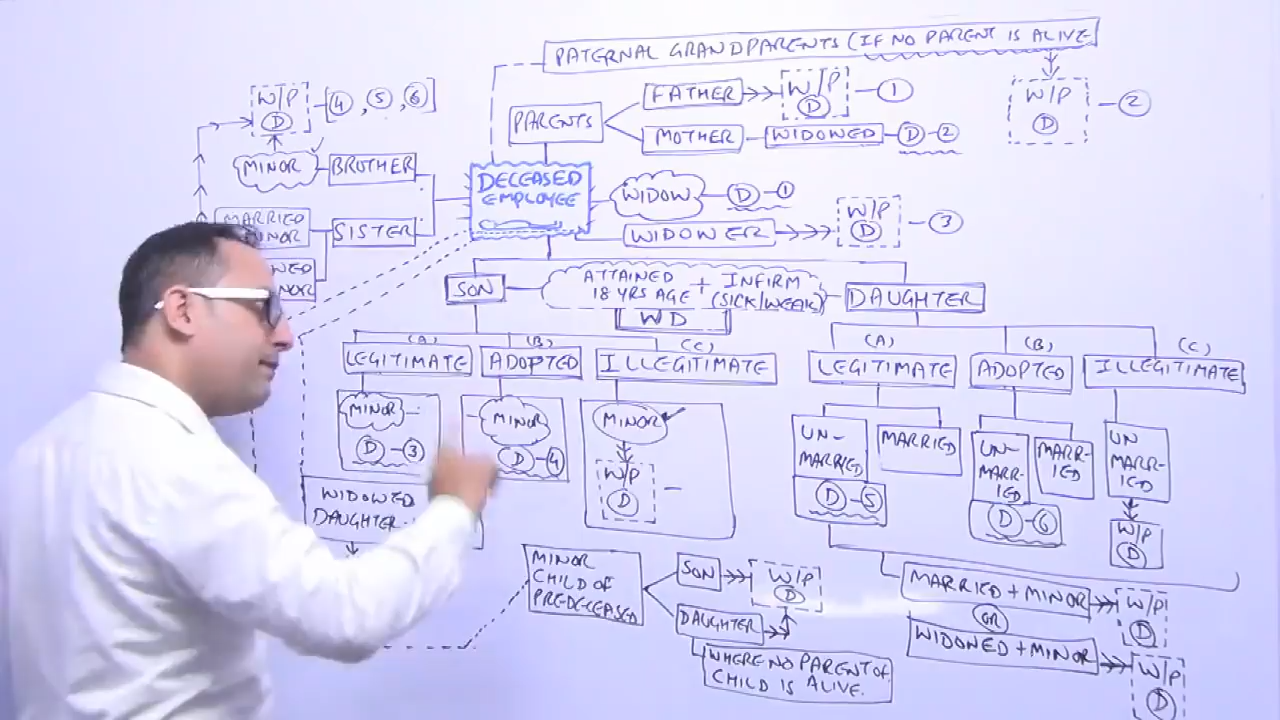 PATERNAL GRANDPARENTS (IF NO PARENT IS ALIVE
W/P
D
2
W/P
D
4, 5, 6
MINOR
BROTHER
MARRIED
SISTER
PARENTS
FATHER
W/P
D
1
MOTHER
WIDOWED
D-2
DECEASED
EMPLOYEE
WIDOW
D-1
WIDOWER
W/P
D
3
SON
ATTAINED
18 YRS AGE
+ INFIRM
(SICK/WEAK)
WD
DAUGHTER
(A)
LEGITIMATE
MINOR
D-3
(B)
ADOPTED
MINOR
D-4
(C)
ILLEGITIMATE
MINOR
W/P
D
(A)
LEGITIMATE
UN-
MARRIED
D-5
MARRIED
(B)
ADOPTED
UN-
MARR-
IED
D-6
MARR-
IED
(C)
ILLEGITIMATE
UN
MARR-
IED
W/P
D
WIDOWED
DAUGHTER
MINOR
CHILD OF
PREDECEASED
SON
W/P
D
DAUGHTER
WHERE NO PARENT OF
CHILD IS ALIVE.
MARRIED + MINOR
W/P
D
OR
WIDONED + MINOR
W/P
D